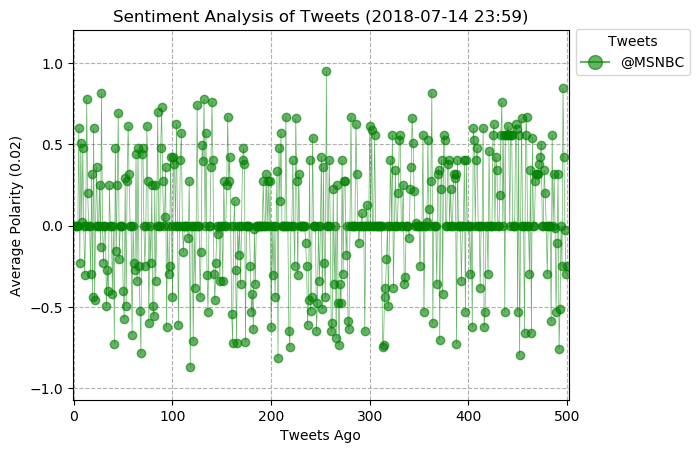 Sentiment Analysis of Tweets (2018-07-14 23:59)
Tweets
@MSNBC
Average Polarity (0.02)
1.0
0.5
0.0
−0.5
−1.0
0 100 200 300 400 500
Tweets Ago